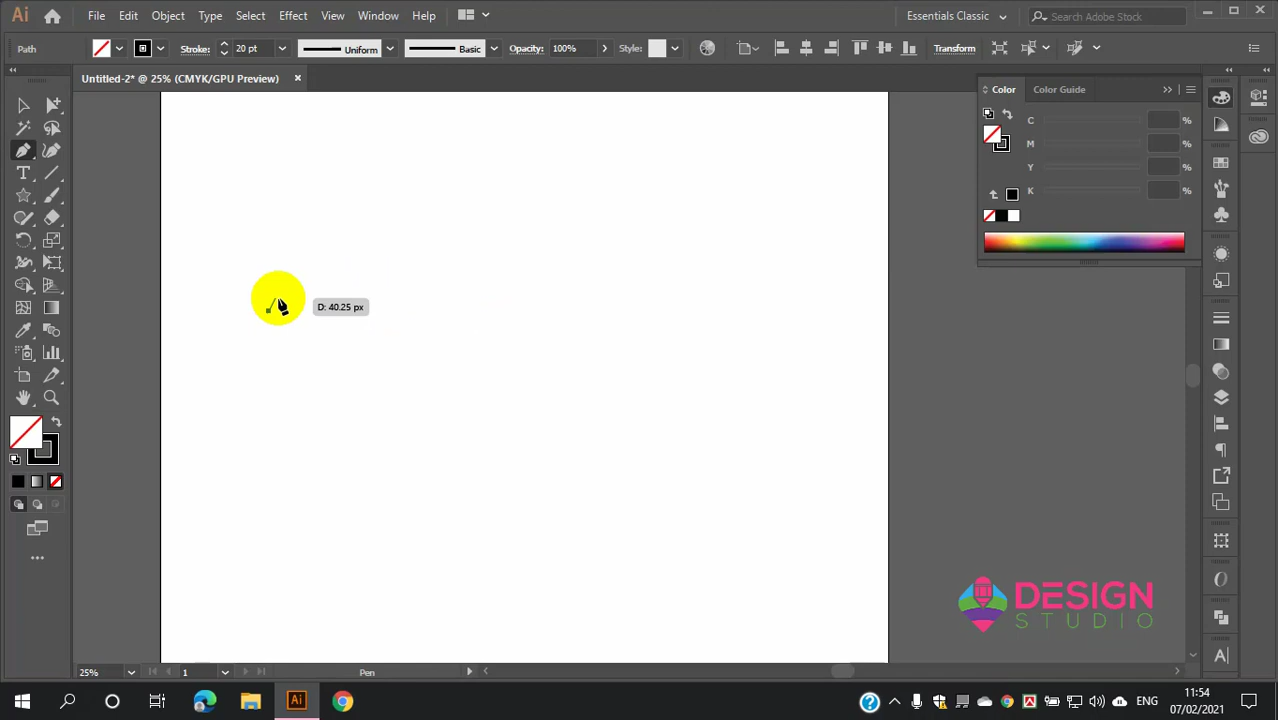 Ai File Edit Object Type Select Effect View Window Help Essentials Classic Search Adobe Stock
Path Stroke: 20 pt Uniform Basic Opacity: 100% Style: Transform
Untitled-2* @ 25% (CMYK/GPU Preview)
Color Color Guide
C %
M %
Y %
K %
D: 40.25 px
DESIGN
STUDIO
25% 1 Pen
Ai ENG 11:54
07/02/2021